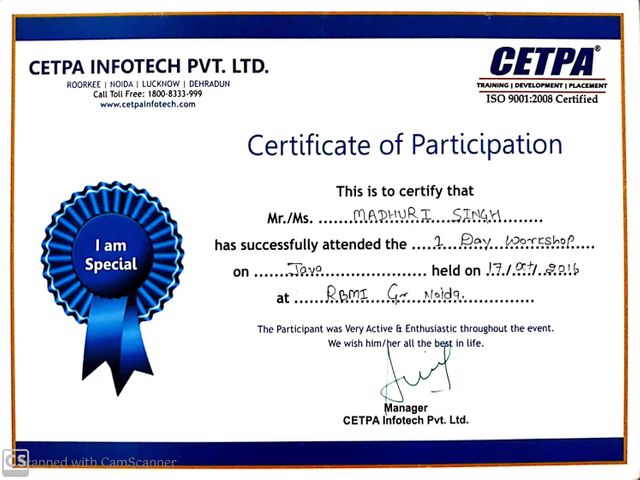 CETPA INFOTECH PVT. LTD.
ROORKEE | NOIDA | LUCKNOW | DEHRADUN
Call Toll Free: 1800-8333-999
www.cetpainfotech.com
CETPA®
TRAINING | DEVELOPMENT | PLACEMENT
ISO 9001:2008 Certified
Certificate of Participation
I am
Special
This is to certify that
Mr./Ms. MADHURI SINGH
has successfully attended the 1 Day Workshop
on Java held on 17/Oct/2016
at RBMI Gr Noida.
The Participant was Very Active & Enthusiastic throughout the event.
We wish him/her all the best in life.
Manager
CETPA Infotech Pvt. Ltd.
CS Scanned with CamScanner